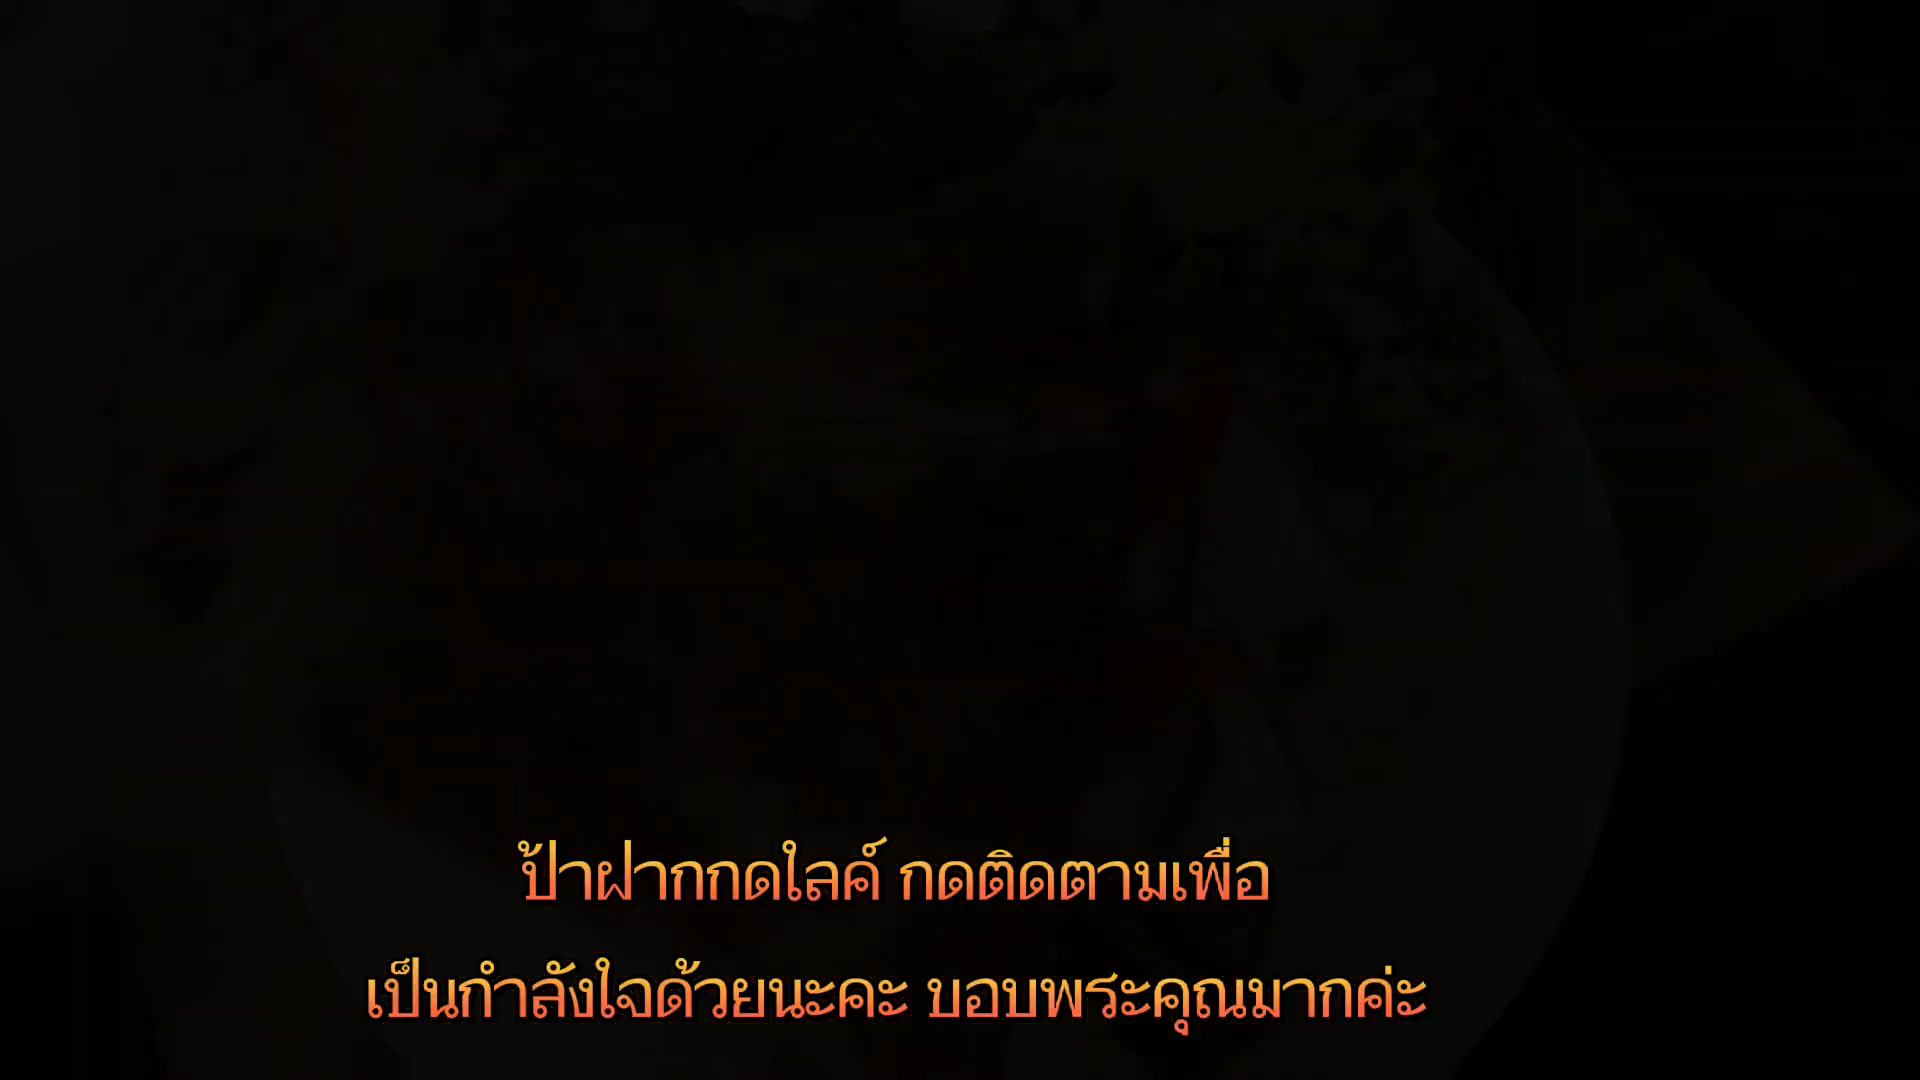 ป้าฝากกดใลค์ กดติดตามเพื่อ
เป็นกำลังใจด้วยนะคะ ขอบพระคุณมากค่ะ